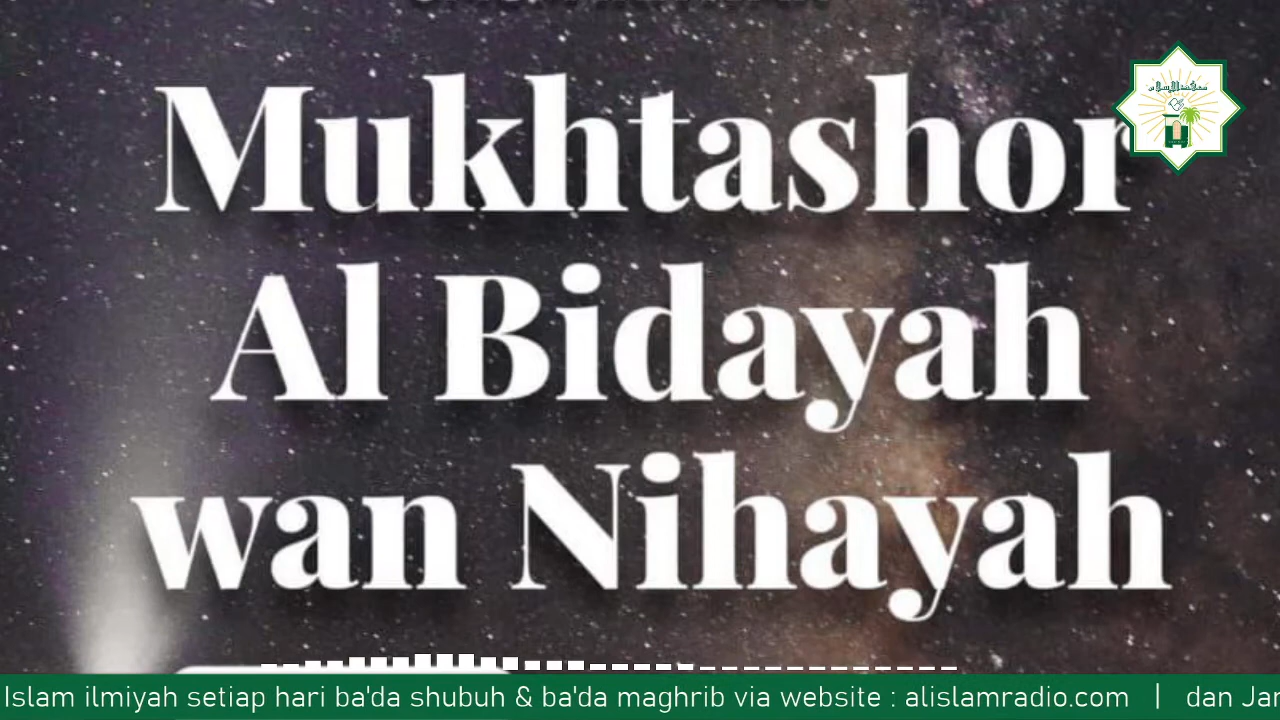 Mukhtashor
Al Bidayah
wan Nihayah
Islam ilmiyah setiap hari ba'da shubuh & ba'da maghrib via website : alislamradio.com | dan